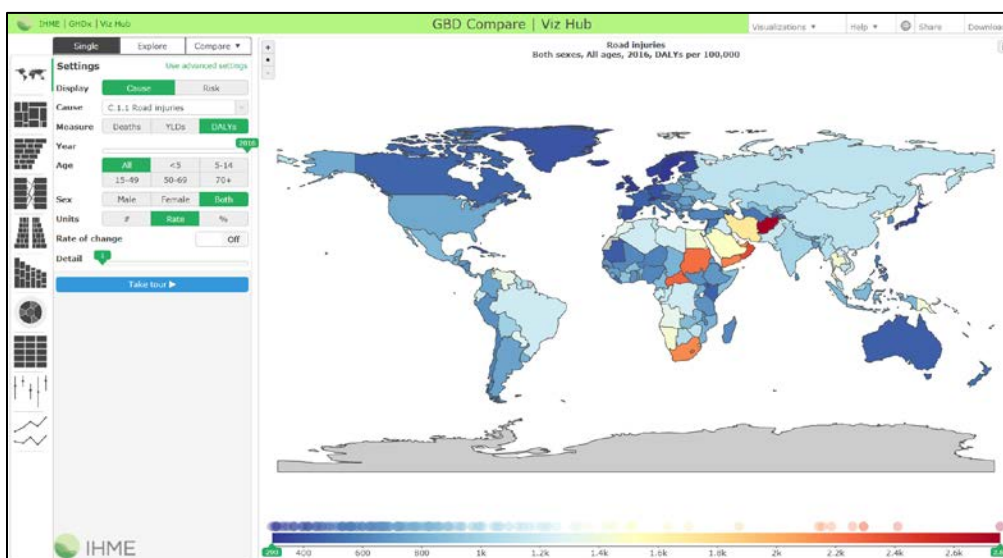 IHME | GHDx | Viz Hub
GBD Compare | Viz Hub
Visualizations ▾
Help ▾
Share
Download
Single Explore Compare ▾
Settings Use advanced settings
Display Cause Risk
Cause C.1.1 Road injuries
Measure Deaths YLDs DALYs
Year 2016
Age All <5 5-14
15-49 50-69 70+
Sex Male Female Both
Units # Rate %
Rate of change Off
Detail 1
Take tour ▶
+
-
Road injuries
Both sexes, All ages, 2016, DALYs per 100,000
400 600 800 1k 1.2k 1.4k 1.6k 1.8k 2k 2.2k 2.4k 2.6k
IHME